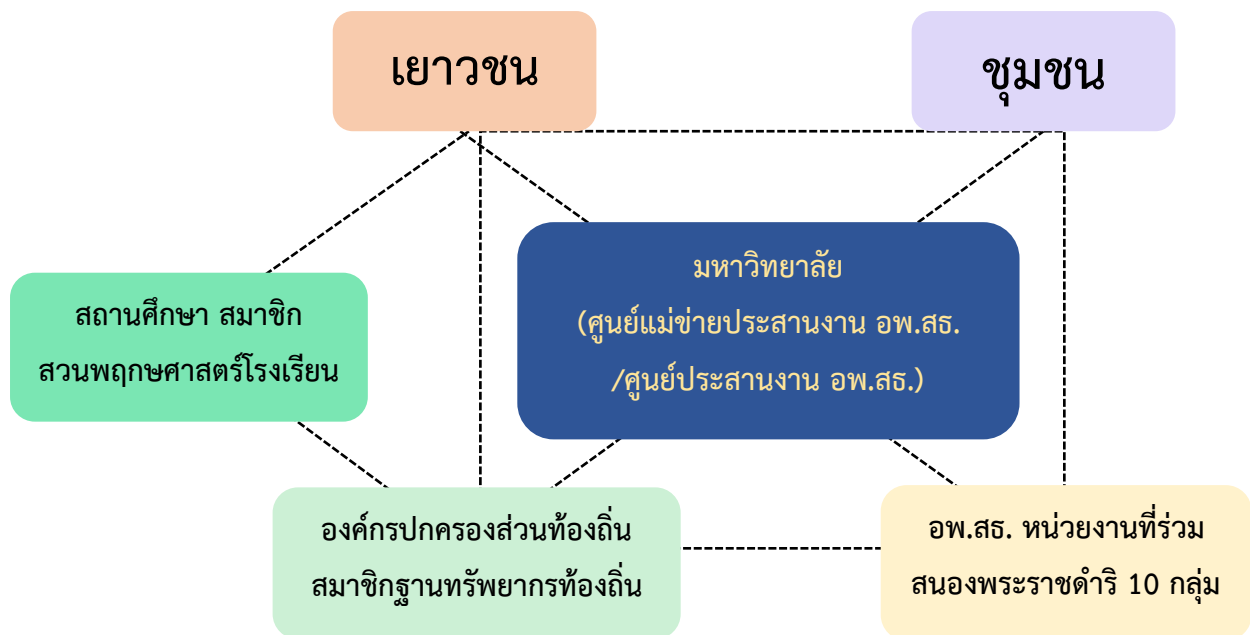 เยาวชน
ชุมชน
มหาวิทยาลัย
(ศูนย์แม่ข่ายประสานงาน อพ.สธ.
/ศูนย์ประสานงาน อพ.สธ.)
สถานศึกษา สมาชิก
สวนพฤกษศาสตร์โรงเรียน
องค์กรปกครองส่วนท้องถิ่น
สมาชิกฐานทรัพยากรท้องถิ่น
อพ.สธ. หน่วยงานที่ร่วม
สนองพระราชดำริ 10 กลุ่ม